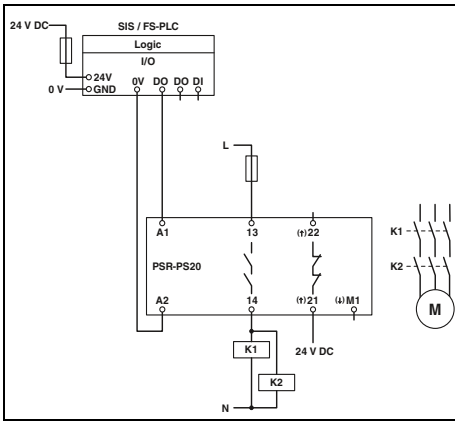 24 V DC
SIS / FS-PLC
Logic
I/O
24V
0 V
GND
0V DO DO DI
L
A1 13 (↑)22
PSR-PS20
A2 14 (↑)21 (↓)M1
K1
24 V DC
K2
N
K1
K2
M